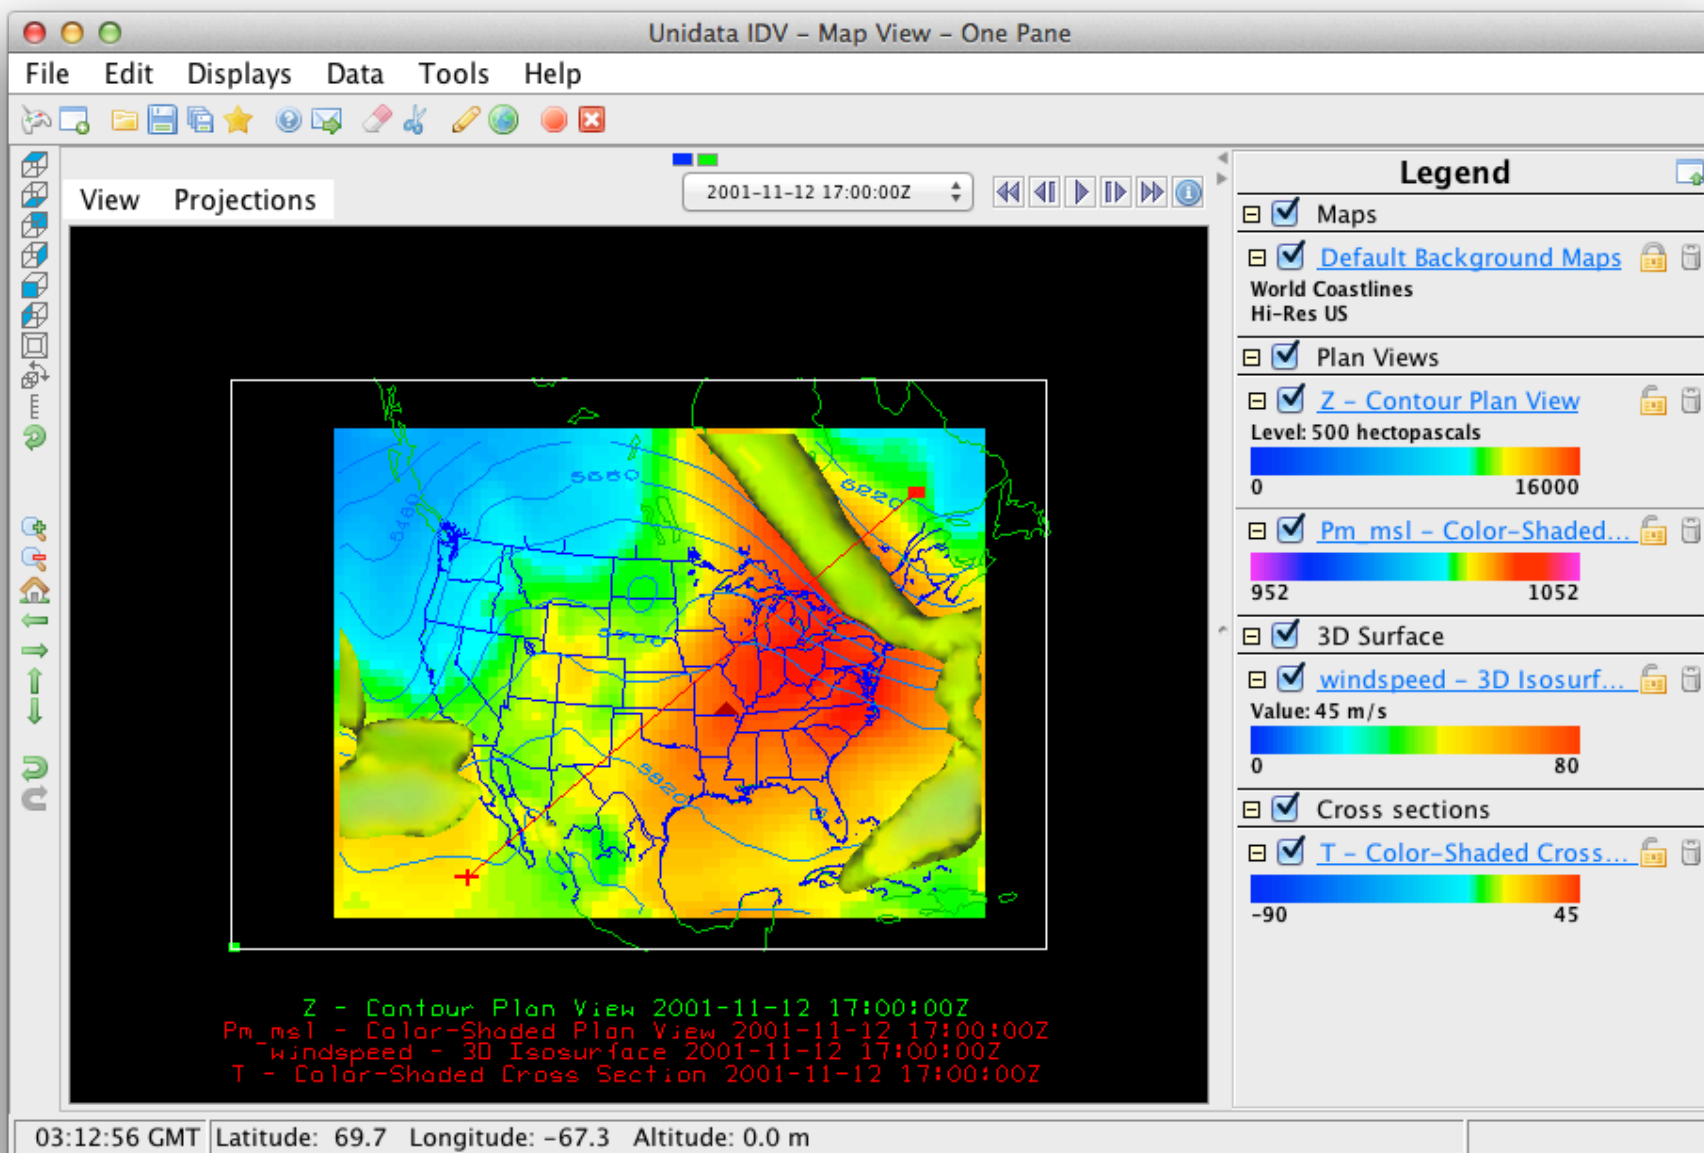 Unidata IDV – Map View – One Pane
File Edit Displays Data Tools Help
View Projections
2001-11-12 17:00:00Z
5560
5460
5220
5700
5820
Z - Contour Plan View 2001-11-12 17:00:00Z
Pm_msl - Color-Shaded Plan View 2001-11-12 17:00:00Z
windspeed - 3D Isosurface 2001-11-12 17:00:00Z
T - Color-Shaded Cross Section 2001-11-12 17:00:00Z
Legend
Maps
Default Background Maps
World Coastlines
Hi-Res US
Plan Views
Z – Contour Plan View
Level: 500 hectopascals
0 16000
Pm_msl – Color-Shaded...
952 1052
3D Surface
windspeed – 3D Isosurf...
Value: 45 m/s
0 80
Cross sections
T – Color-Shaded Cross...
-90 45
03:12:56 GMT Latitude: 69.7 Longitude: -67.3 Altitude: 0.0 m